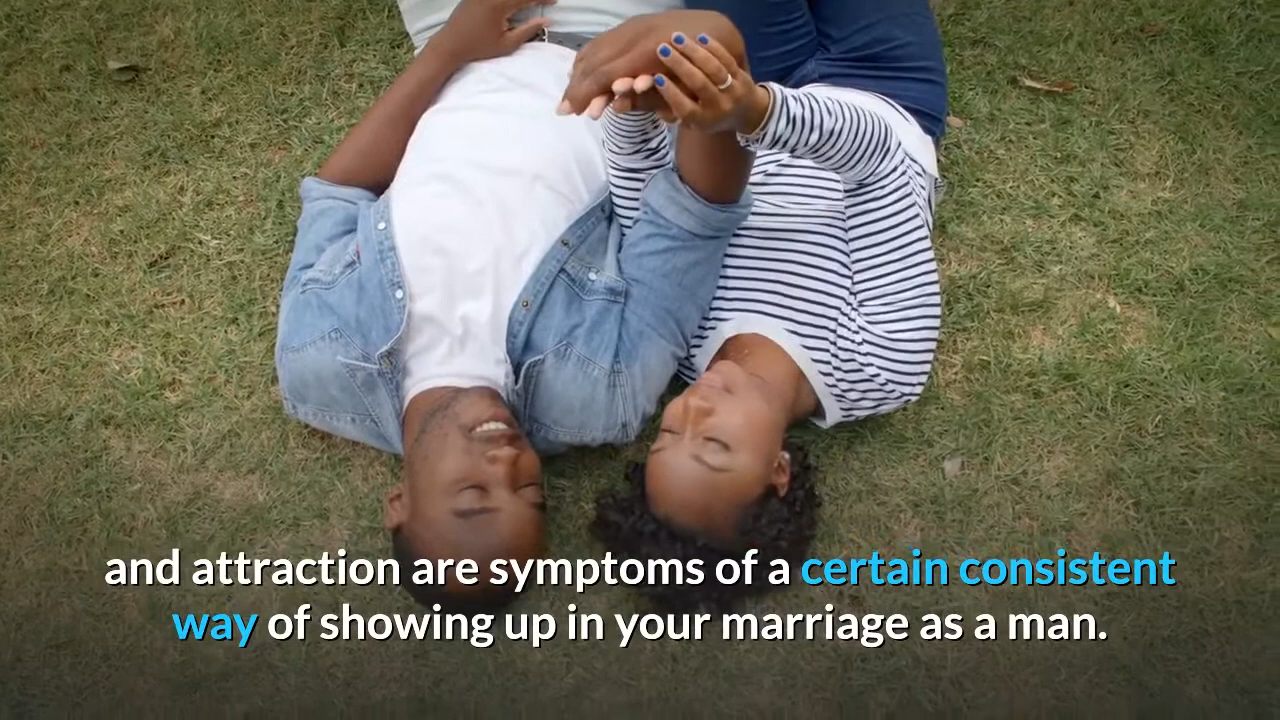 and attraction are symptoms of a certain consistent
way of showing up in your marriage as a man.